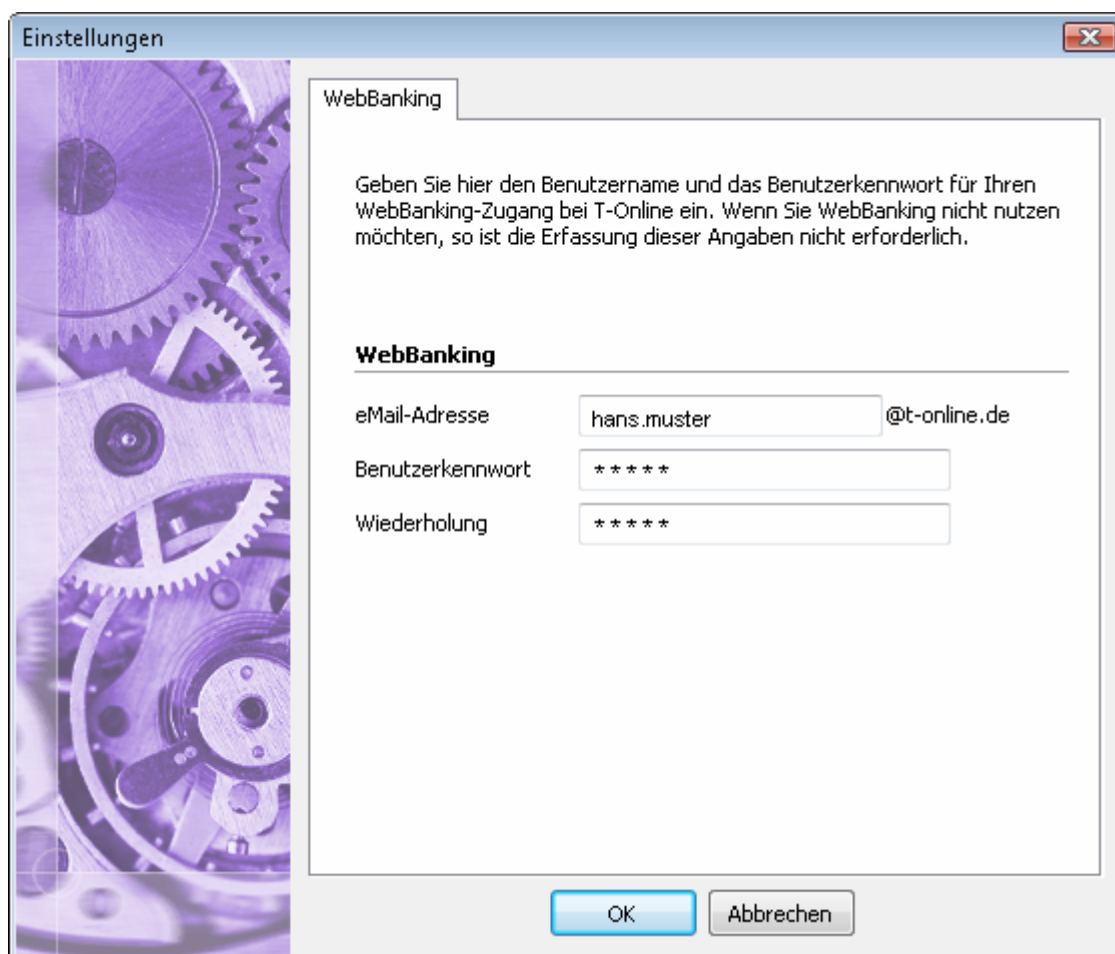 Einstellungen
WebBanking
Geben Sie hier den Benutzername und das Benutzerkennwort für Ihren
WebBanking-Zugang bei T-Online ein. Wenn Sie WebBanking nicht nutzen
möchten, so ist die Erfassung dieser Angaben nicht erforderlich.
WebBanking
eMail-Adresse hans.muster @t-online.de
Benutzerkennwort *****
Wiederholung *****
OK Abbrechen